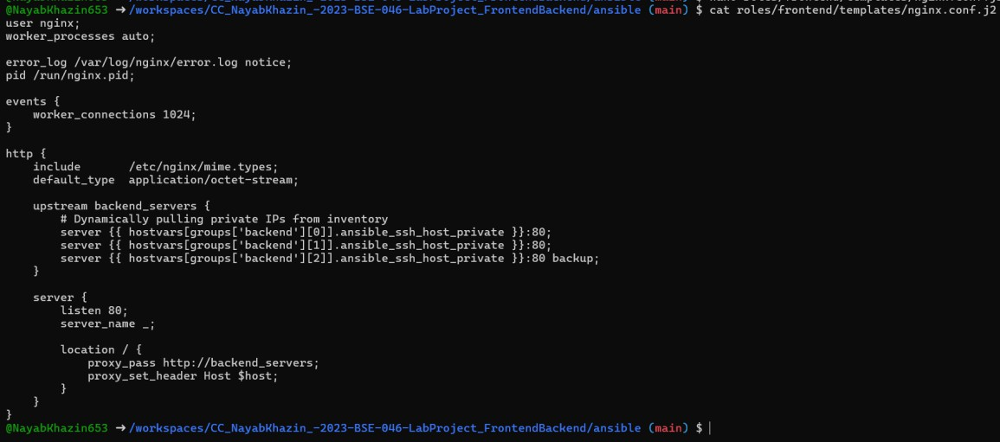 @NayabKhazin653 → /workspaces/CC_NayabKhazin_-2023-BSE-046-LabProject_FrontendBackend/ansible (main) $ cat roles/frontend/templates/nginx.conf.j2
user nginx;
worker_processes auto;

error_log /var/log/nginx/error.log notice;
pid /run/nginx.pid;

events {
    worker_connections 1024;
}

http {
    include       /etc/nginx/mime.types;
    default_type  application/octet-stream;

    upstream backend_servers {
        # Dynamically pulling private IPs from inventory
        server {{ hostvars[groups['backend'][0]].ansible_ssh_host_private }}:80;
        server {{ hostvars[groups['backend'][1]].ansible_ssh_host_private }}:80;
        server {{ hostvars[groups['backend'][2]].ansible_ssh_host_private }}:80 backup;
    }

    server {
        listen 80;
        server_name _;

        location / {
            proxy_pass http://backend_servers;
            proxy_set_header Host $host;
        }
    }
}
@NayabKhazin653 → /workspaces/CC_NayabKhazin_-2023-BSE-046-LabProject_FrontendBackend/ansible (main) $